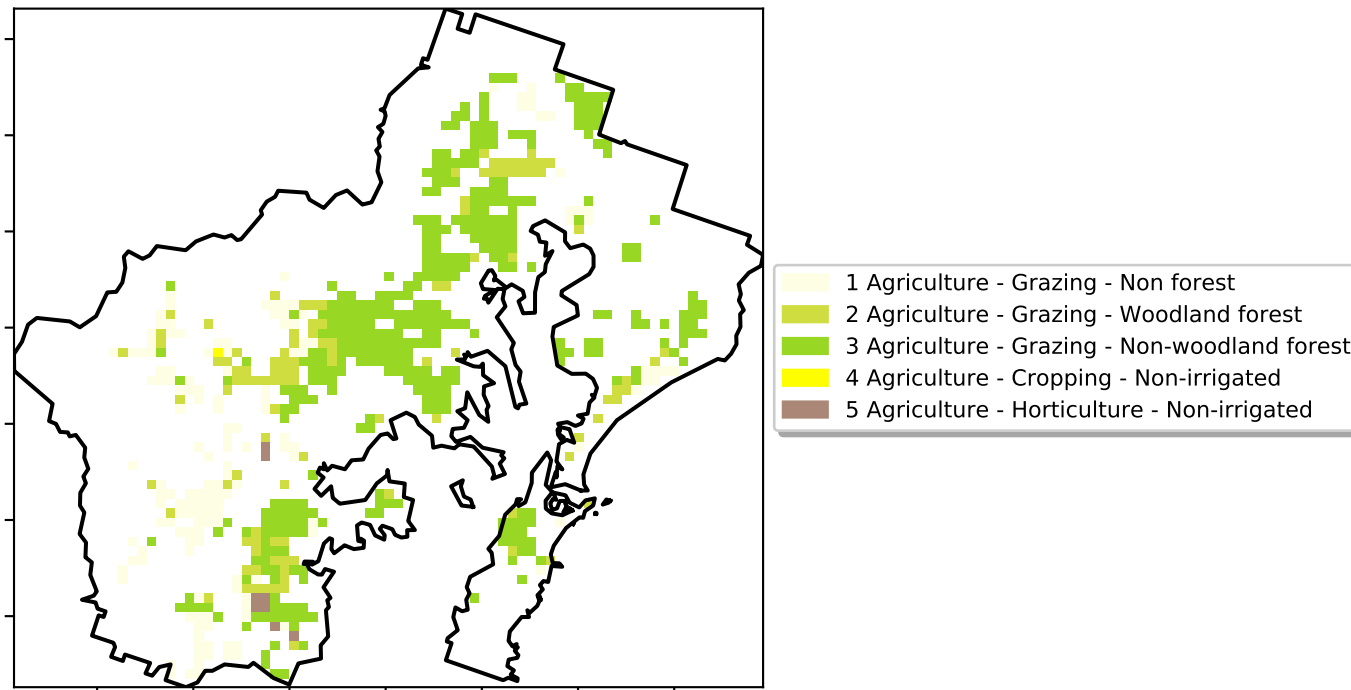 1 Agriculture - Grazing - Non forest
2 Agriculture - Grazing - Woodland forest
3 Agriculture - Grazing - Non-woodland forest
4 Agriculture - Cropping - Non-irrigated
5 Agriculture - Horticulture - Non-irrigated